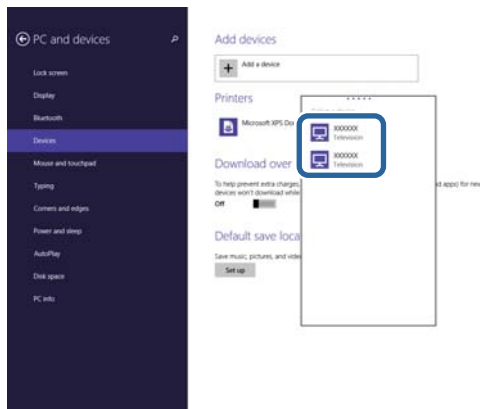 PC and devices
Lock screen
Display
Bluetooth
Devices
Mouse and touchpad
Typing
Corners and edges
Power and sleep
AutoPlay
Disk space
PC info
Add devices
Add a device
Printers
Microsoft XPS Do
Download over
To help prevent extra charges,
d apps) for new
devices won't download while
Off
Default save loca
Save music, pictures, and video
Set up
XXXXXX
Television
XXXXXX
Television